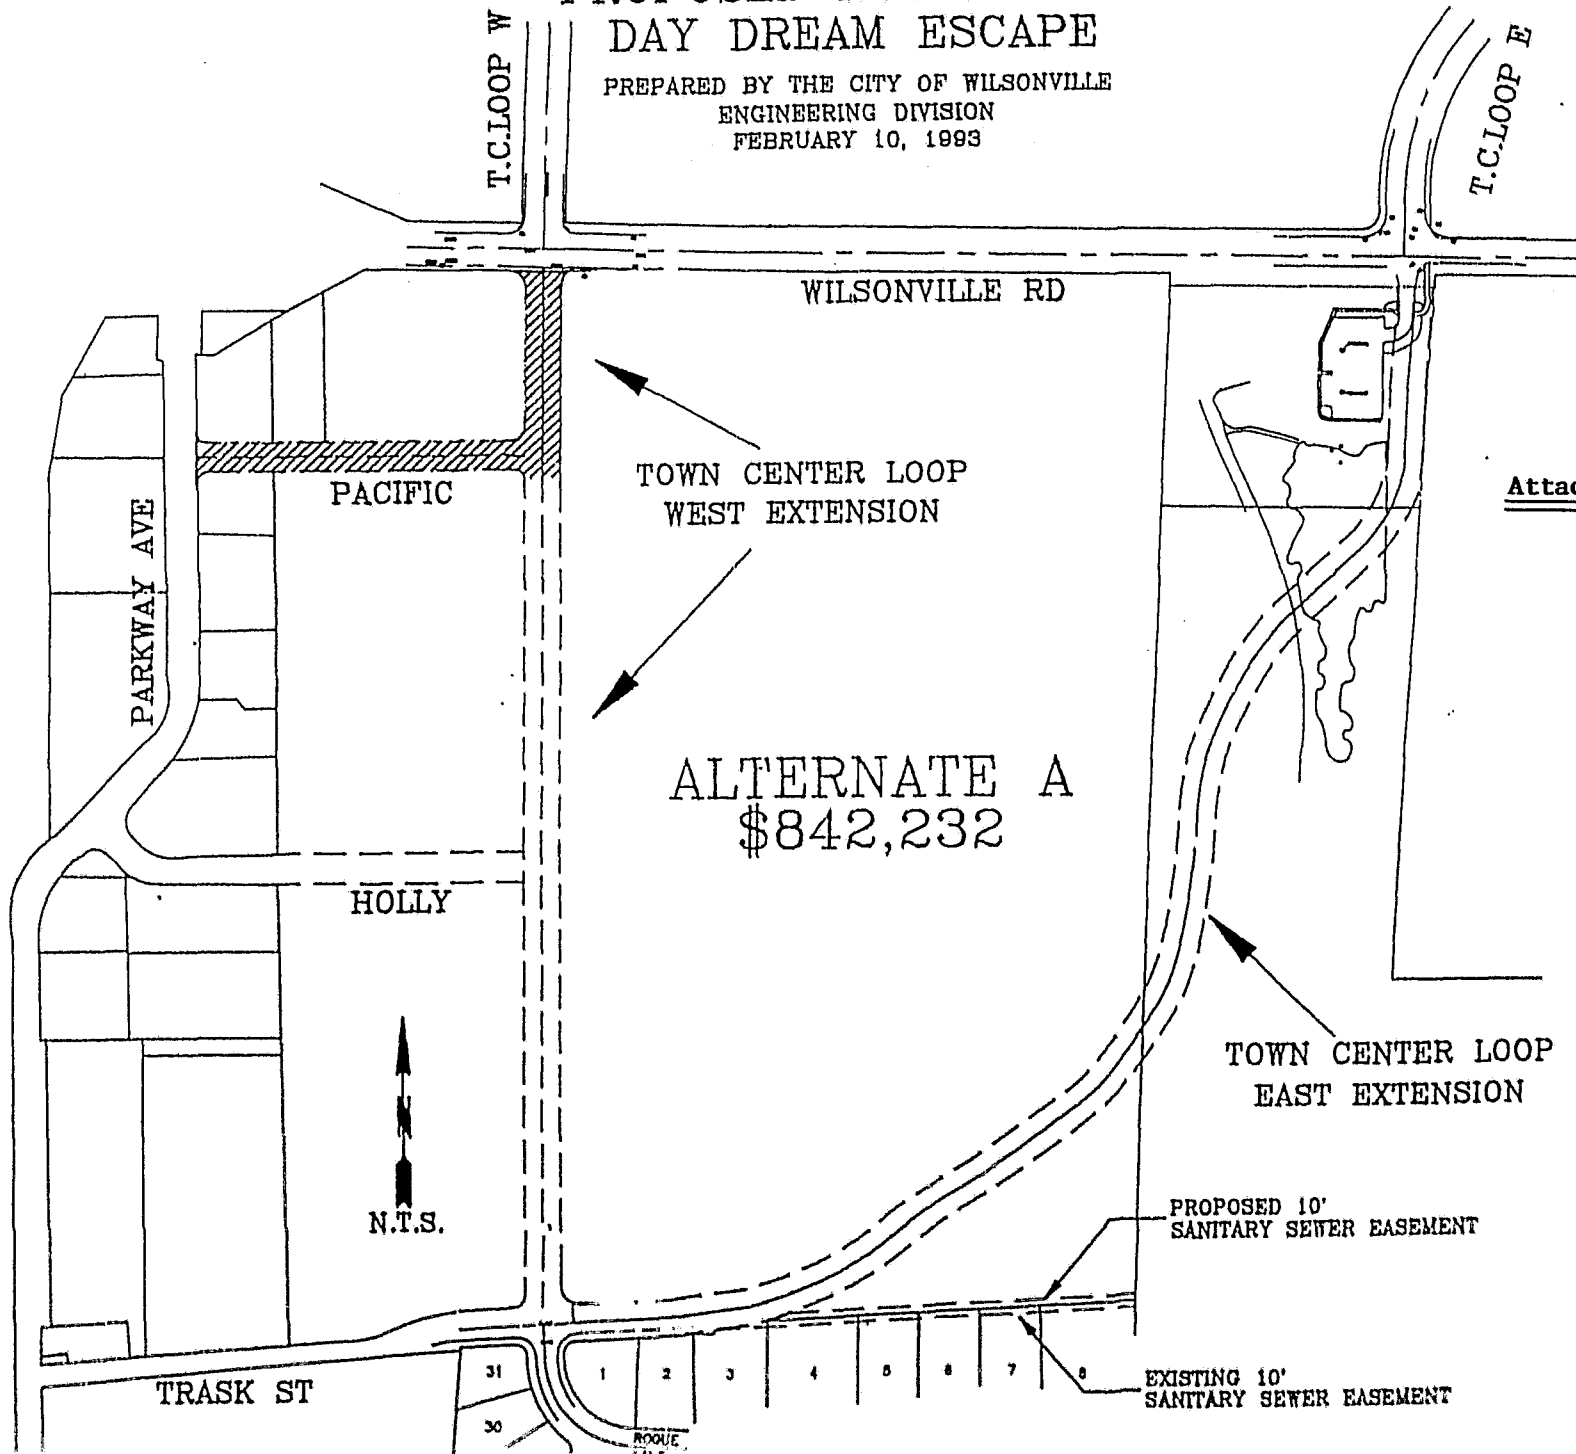 DAY DREAM ESCAPE
PREPARED BY THE CITY OF WILSONVILLE
ENGINEERING DIVISION
FEBRUARY 10, 1993
T.C.LOOP W
T.C.LOOP E
WILSONVILLE RD
PACIFIC
TOWN CENTER LOOP
WEST EXTENSION
PARKWAY AVE
ALTERNATE A
$842,232
HOLLY
TOWN CENTER LOOP
EAST EXTENSION
N
N.T.S.
PROPOSED 10'
SANITARY SEWER EASEMENT
EXISTING 10'
SANITARY SEWER EASEMENT
TRASK ST
31
30
1
2
3
4
5
6
7
8
ROGUE